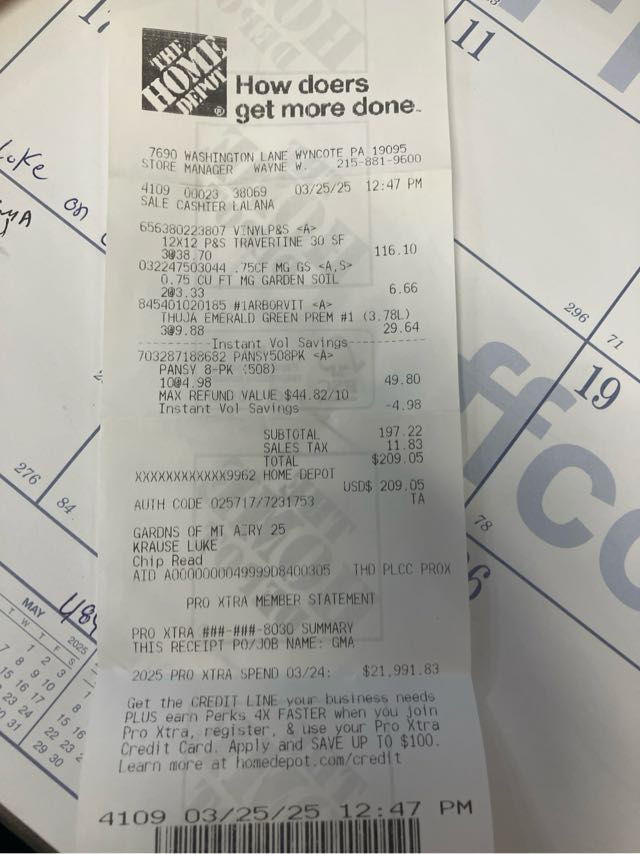 THE
HOME
DEPOT
How doers
get more done.
7690 WASHINGTON LANE WYNCOTE PA 19095
STORE MANAGER WAYNE W. 215-881-9600
4109 00023 38069 03/25/25 12:47 PM
SALE CASHIER LALANA
656380223807 VINYLP&S <A>
12X12 P&S TRAVERTINE 30 SF
3@38.70 116.10
032247503044 .75CF MG GS <A,S>
0.75 CU FT MG GARDEN SOIL
2@3.33 6.66
845401020185 #1ARBORVIT <A>
THUJA EMERALD GREEN PREM #1 (3.78L)
3@9.88 29.64
----------Instant Vol Savings----------
703287188682 PANSY508PK <A>
PANSY 8-PK (508)
10@4.98 49.80
MAX REFUND VALUE $44.82/10
Instant Vol Savings -4.98
SUBTOTAL 197.22
SALES TAX 11.83
TOTAL $209.05
XXXXXXXXXXXX9962 HOME DEPOT
USD$ 209.05
AUTH CODE 025717/7231753 TA
GARDNS OF MT AIRY 25
KRAUSE LUKE
Chip Read
AID A0000000049999D8400305 THD PLCC PROX
PRO XTRA MEMBER STATEMENT
PRO XTRA ###-###-8030 SUMMARY
THIS RECEIPT PO/JOB NAME: GMA
2025 PRO XTRA SPEND 03/24: $21,991.83
Get the CREDIT LINE your business needs
PLUS earn Perks 4X FASTER when you join
Pro Xtra, register, & use your Pro Xtra
Credit Card. Apply and SAVE UP TO $100.
Learn more at homedepot.com/credit
4109 03/25/25 12:47 PM
11
296
71
19
78
276
84
on
MAY
2025
T W T F S
1 2 3